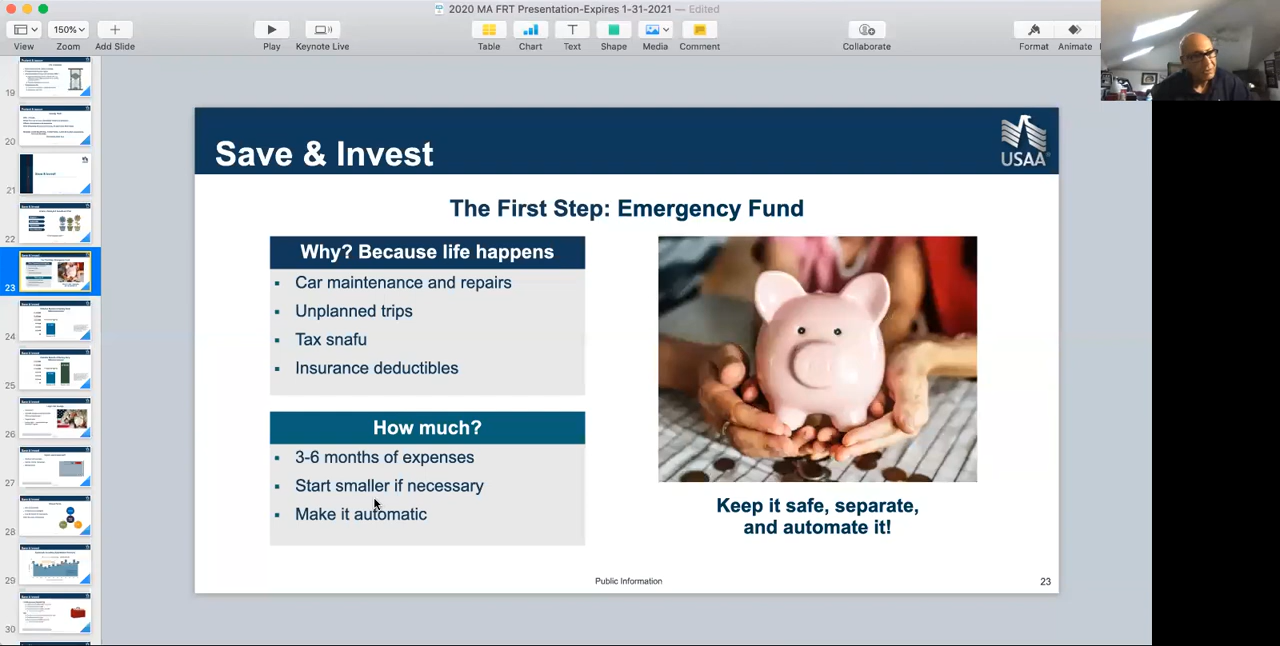 2020 MA FRT Presentation-Expires 1-31-2021 — Edited
150%
View
Zoom
Add Slide
Play
Keynote Live
Table
Chart
Text
Shape
Media
Comment
Collaborate
Format
Animate
19
20
21
22
23
24
25
26
27
28
29
30
Save & Invest
USAA
The First Step: Emergency Fund
Why? Because life happens
▪ Car maintenance and repairs
▪ Unplanned trips
▪ Tax snafu
▪ Insurance deductibles
How much?
▪ 3-6 months of expenses
▪ Start smaller if necessary
▪ Make it automatic
Keep it safe, separate,
and automate it!
Public Information
23